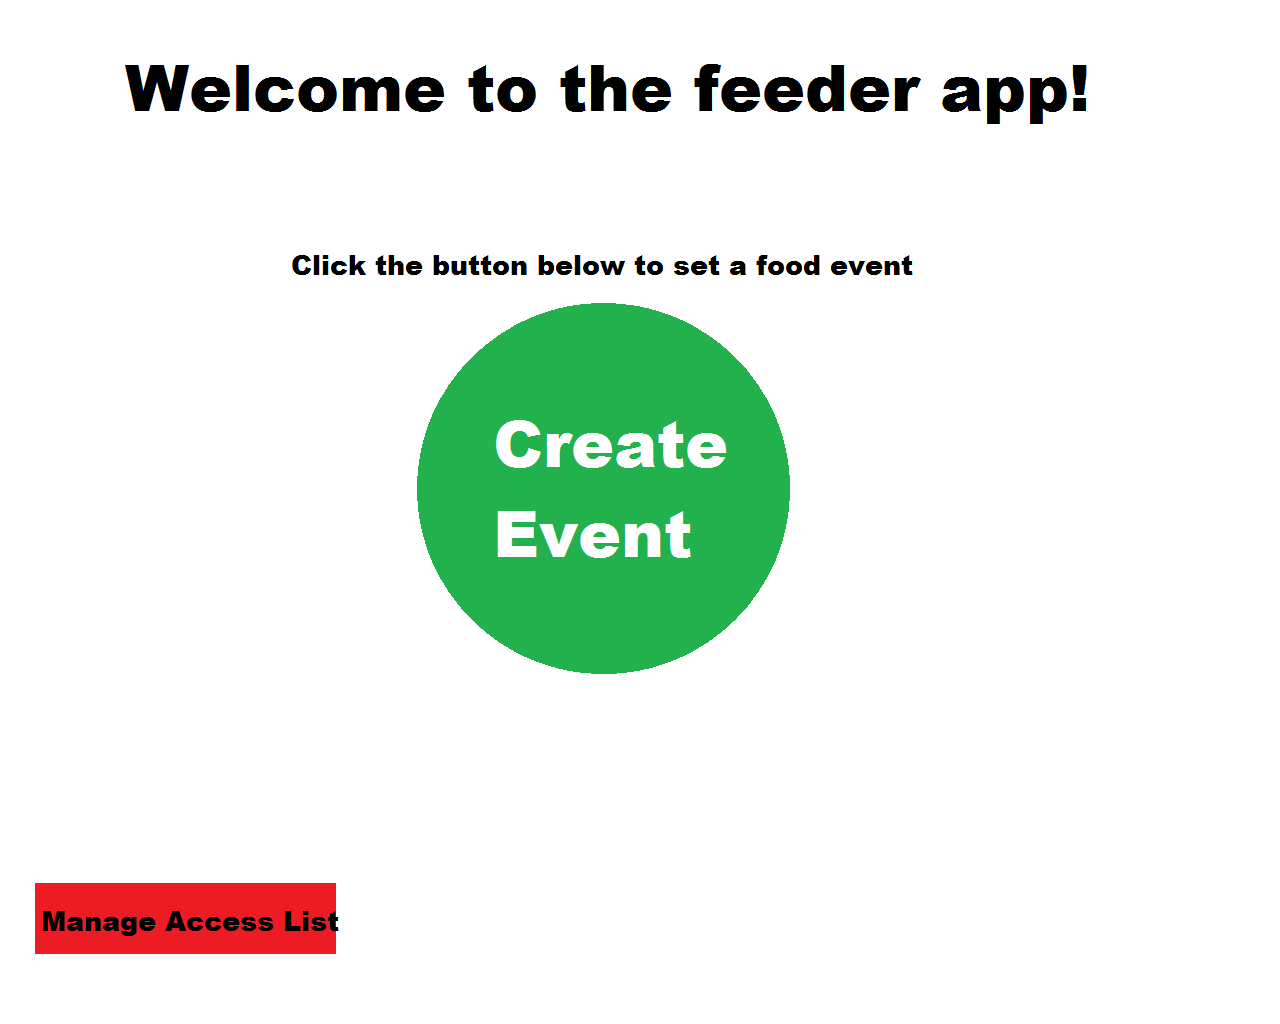 Welcome to the feeder app!
Click the button below to set a food event
Create
Event
Manage Access List